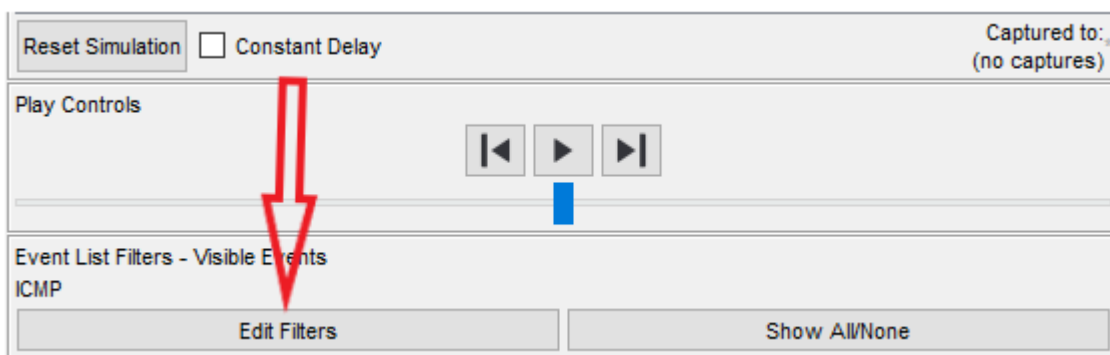 Reset Simulation Constant Delay Captured to:
(no captures)
Play Controls
Event List Filters - Visible Events
ICMP
Edit Filters Show All/None